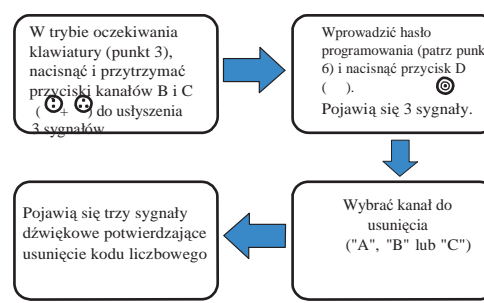 W trybie oczekiwania
klawiatury (punkt 3),
nacisnąć i przytrzymać
przyciski kanałów B i C
( + ) do usłyszenia
3 sygnałów
Wprowadzić hasło
programowania (patrz punk
6) i nacisnąć przycisk D
( ).
Pojawią się 3 sygnały.
Wybrać kanał do
usunięcia
("A", "B" lub "C")
Pojawią się trzy sygnały
dźwiękowe potwierdzające
usunięcie kodu liczbowego